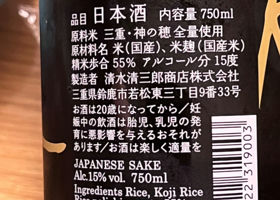 品目 日本酒 内容量 750ml
原料米 三重・神の穂 全量使用
原材料名 米(国産)、米麹(国産米)
精米歩合 55% アルコール分 15度
製造者 清水清三郎商店株式会社
三重県鈴鹿市若松東三丁目9番33号
お酒は20歳になってから/妊
娠中の飲酒は胎児、乳児の発
育に悪影響を与えるおそれが
あります/お酒は楽しく適量を
JAPANESE SAKE
Alc.15% vol. 750ml
Ingredients Rice, Koji Rice
22 319003